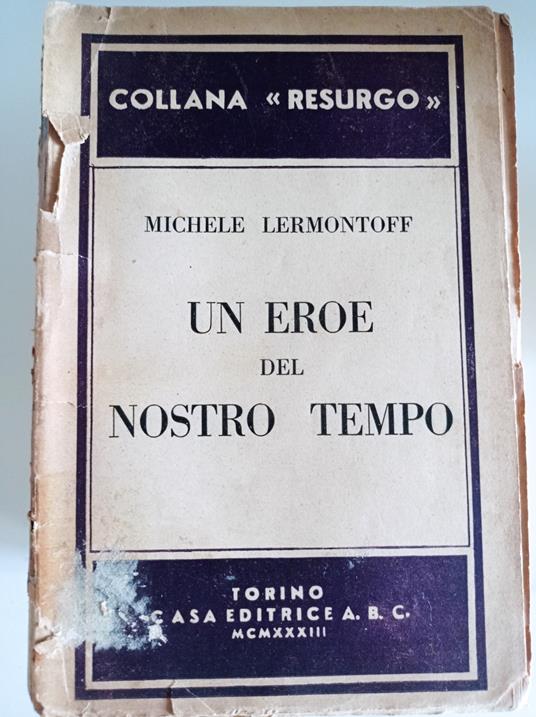 COLLANA « RESURGO »
MICHELE LERMONTOFF
UN EROE
DEL
NOSTRO TEMPO
TORINO
CASA EDITRICE A. B. C.
MCMXXXIII